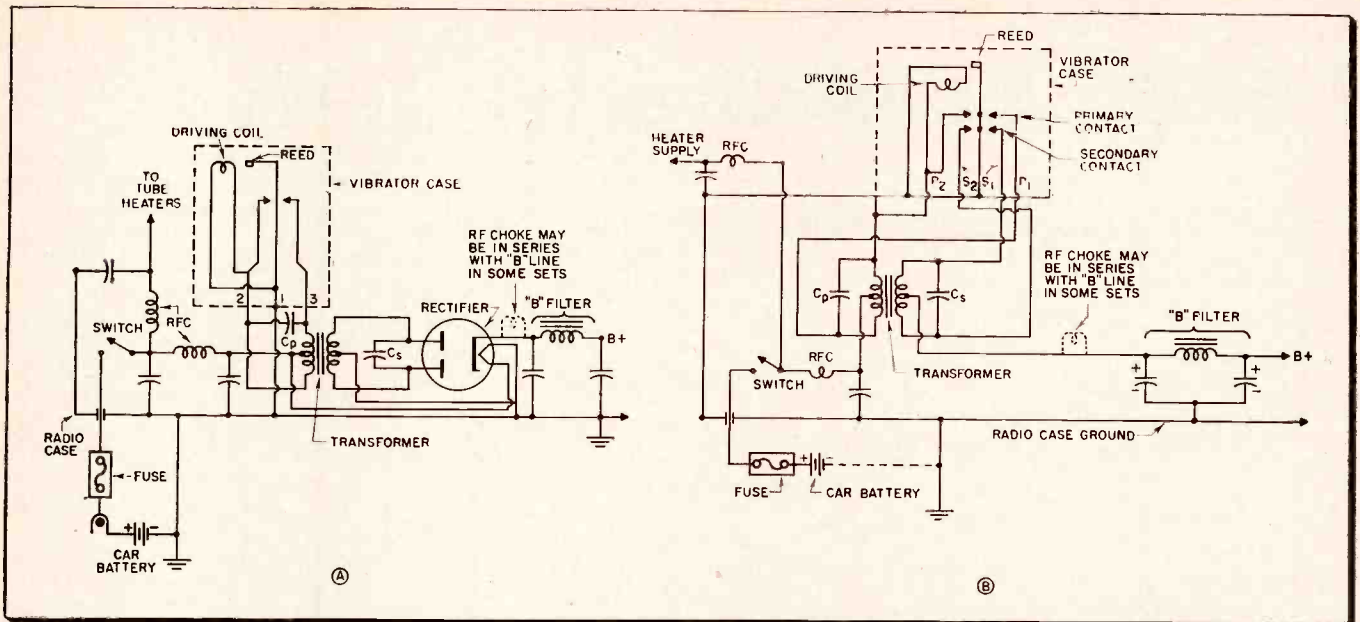 DRIVING COIL
REED
TO
TUBE
HEATERS
VIBRATOR CASE
2
1
3
RFC
SWITCH
Cp
Cs
RECTIFIER
RF CHOKE MAY
BE IN SERIES
WITH "B" LINE
IN SOME SETS
"B" FILTER
B+
TRANSFORMER
RADIO
CASE
FUSE
+
-
CAR
BATTERY
A
REED
VIBRATOR
CASE
DRIVING
COIL
PRIMARY
CONTACT
SECONDARY
CONTACT
HEATER
SUPPLY
RFC
P2
S2
S1
P1
Cp
Cs
RF CHOKE MAY
BE IN SERIES
WITH "B" LINE
IN SOME SETS
"B" FILTER
B+
+
-
+
-
RFC
SWITCH
TRANSFORMER
RADIO CASE GROUND
+
-
FUSE
CAR BATTERY
B